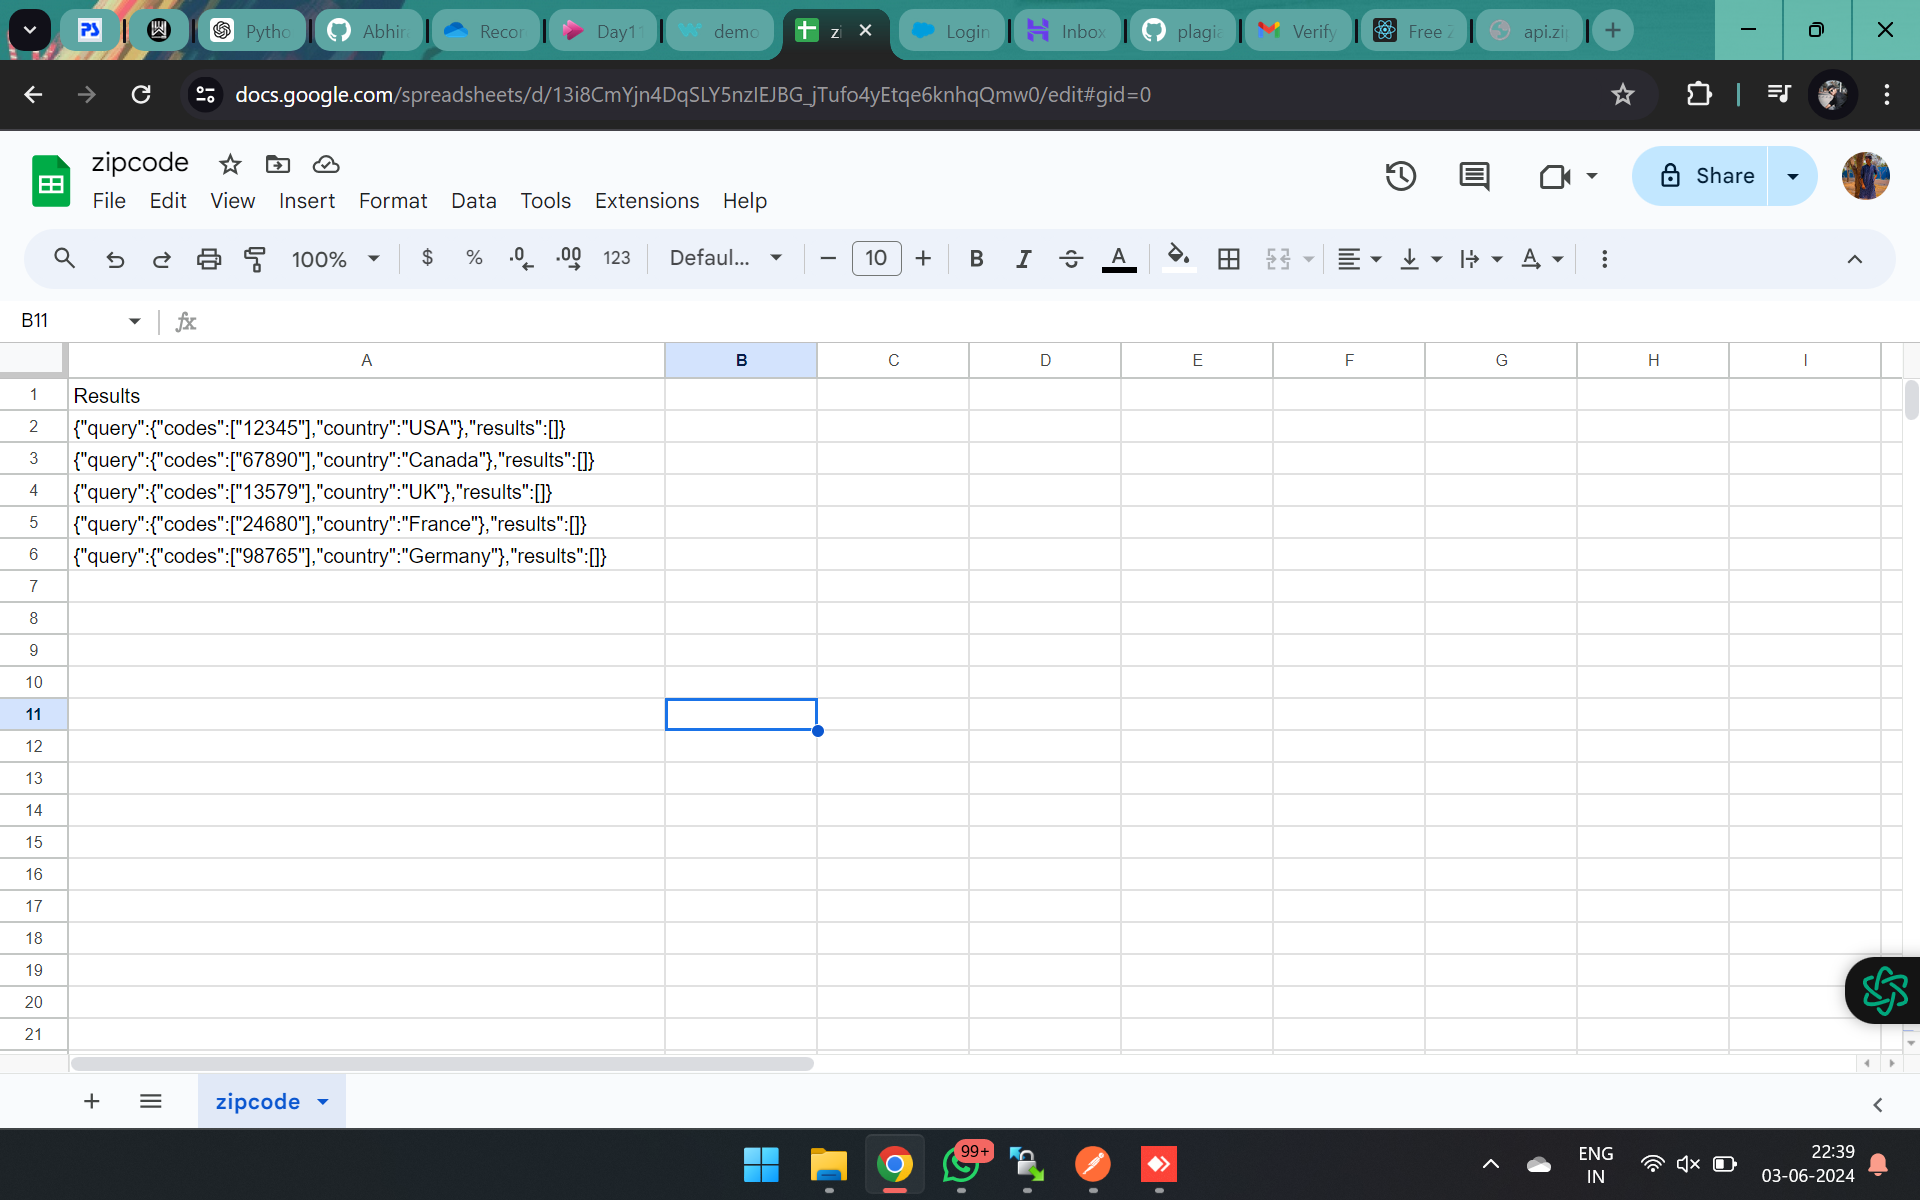 Pytho
Abhir
Recor
Day1
demo
zi
Login
Inbox
plagia
Verify
Free Z
api.zi
docs.google.com/spreadsheets/d/13i8CmYjn4DqSLY5nzIEJBG_jTufo4yEtqe6knhqQmw0/edit#gid=0
zipcode
Share
File Edit View Insert Format Data Tools Extensions Help
100% $ % .0 .00 123 Defaul... 10 B I A
B11 fx
A B C D E F G H I
1 Results
2 {"query":{"codes":["12345"],"country":"USA"},"results":[]}
3 {"query":{"codes":["67890"],"country":"Canada"},"results":[]}
4 {"query":{"codes":["13579"],"country":"UK"},"results":[]}
5 {"query":{"codes":["24680"],"country":"France"},"results":[]}
6 {"query":{"codes":["98765"],"country":"Germany"},"results":[]}
7
8
9
10
11
12
13
14
15
16
17
18
19
20
21
zipcode
99+
ENG
IN
22:39
03-06-2024